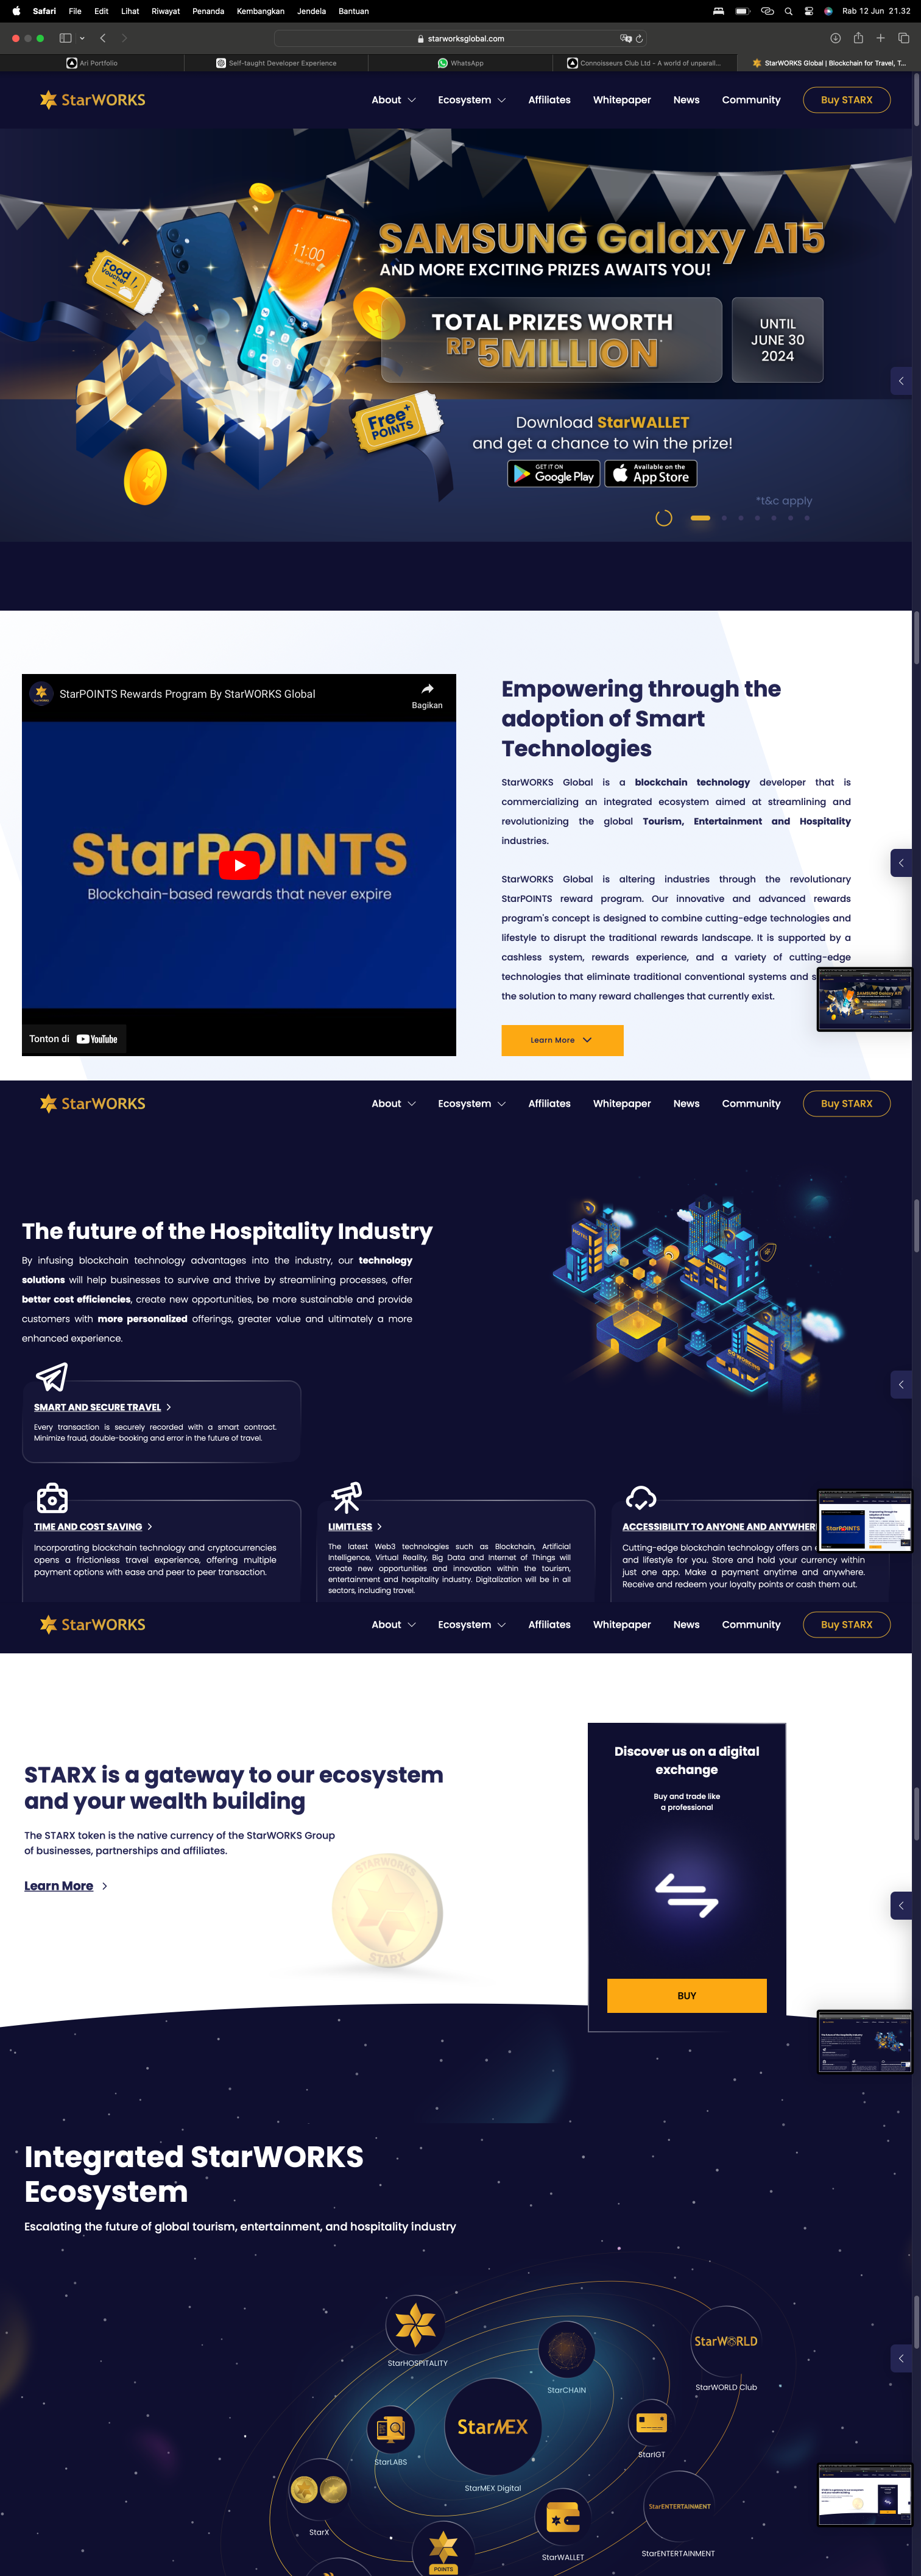 Safari File Edit Lihat Riwayat Penanda Kembangkan Jendela Bantuan Rab 12 Jun 21.32
starworksglobal.com
Ari Portfolio Self-taught Developer Experience WhatsApp Connoisseurs Club Ltd - A world of unparall... StarWORKS Global | Blockchain for Travel, T...
StarWORKS About Ecosystem Affiliates Whitepaper News Community Buy STARX
SAMSUNG Galaxy A15
AND MORE EXCITING PRIZES AWAITS YOU!
Food
Voucher
11:00
TOTAL PRIZES WORTH
RP5MILLION*
UNTIL
JUNE 30
2024
Free+
POINTS
Download StarWALLET
and get a chance to win the prize!
GET IT ON
Google Play
Available on the
App Store
*t&c apply
StarPOINTS Rewards Program By StarWORKS Global
Bagikan
StarPOINTS
Blockchain-based rewards that never expire
Tonton di YouTube
Empowering through the
adoption of Smart
Technologies
StarWORKS Global is a blockchain technology developer that is
commercializing an integrated ecosystem aimed at streamlining and
revolutionizing the global Tourism, Entertainment and Hospitality
industries.
StarWORKS Global is altering industries through the revolutionary
StarPOINTS reward program. Our innovative and advanced rewards
program's concept is designed to combine cutting-edge technologies and
lifestyle to disrupt the traditional rewards landscape. It is supported by a
cashless system, rewards experience, and a variety of cutting-edge
technologies that eliminate traditional conventional systems and s
the solution to many reward challenges that currently exist.
Learn More
StarWORKS About Ecosystem Affiliates Whitepaper News Community Buy STARX
The future of the Hospitality Industry
By infusing blockchain technology advantages into the industry, our technology
solutions will help businesses to survive and thrive by streamlining processes, offer
better cost efficiencies, create new opportunities, be more sustainable and provide
customers with more personalized offerings, greater value and ultimately a more
enhanced experience.
HOTEL
CO WORKING
SMART AND SECURE TRAVEL
Every transaction is securely recorded with a smart contract.
Minimize fraud, double-booking and error in the future of travel.
TIME AND COST SAVING
Incorporating blockchain technology and cryptocurrencies
opens a frictionless travel experience, offering multiple
payment options with ease and peer to peer transaction.
LIMITLESS
The latest Web3 technologies such as Blockchain, Artificial
Intelligence, Virtual Reality, Big Data and Internet of Things will
create new opportunities and innovation within the tourism,
entertainment and hospitality industry. Digitalization will be in all
sectors, including travel.
ACCESSIBILITY TO ANYONE AND ANYWHER
Cutting-edge blockchain technology offers an
and lifestyle for you. Store and hold your currency within
just one app. Make a payment anytime and anywhere.
Receive and redeem your loyalty points or cash them out.
StarWORKS About Ecosystem Affiliates Whitepaper News Community Buy STARX
STARX is a gateway to our ecosystem
and your wealth building
The STARX token is the native currency of the StarWORKS Group
of businesses, partnerships and affiliates.
Learn More
STARWORKS
STARX
Discover us on a digital
exchange
Buy and trade like
a professional
BUY
Integrated StarWORKS
Ecosystem
Escalating the future of global tourism, entertainment, and hospitality industry
StarHOSPITALITY
StarCHAIN
StarWORLD
StarWORLD Club
StarMEX
StarMEX Digital
StarLABS
StarIGT
StarX
StarENTERTAINMENT
StarENTERTAINMENT
StarWALLET
POINTS